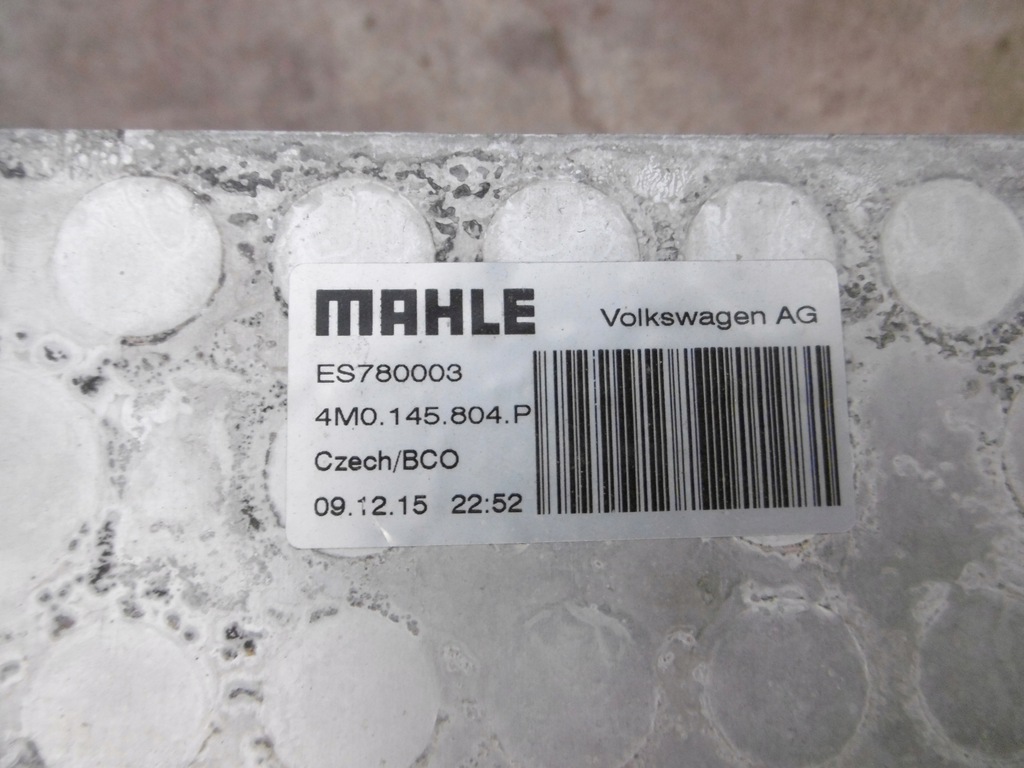 MAHLE Volkswagen AG
ES780003
4M0.145.804.P
Czech/BCO
09.12.15 22:52